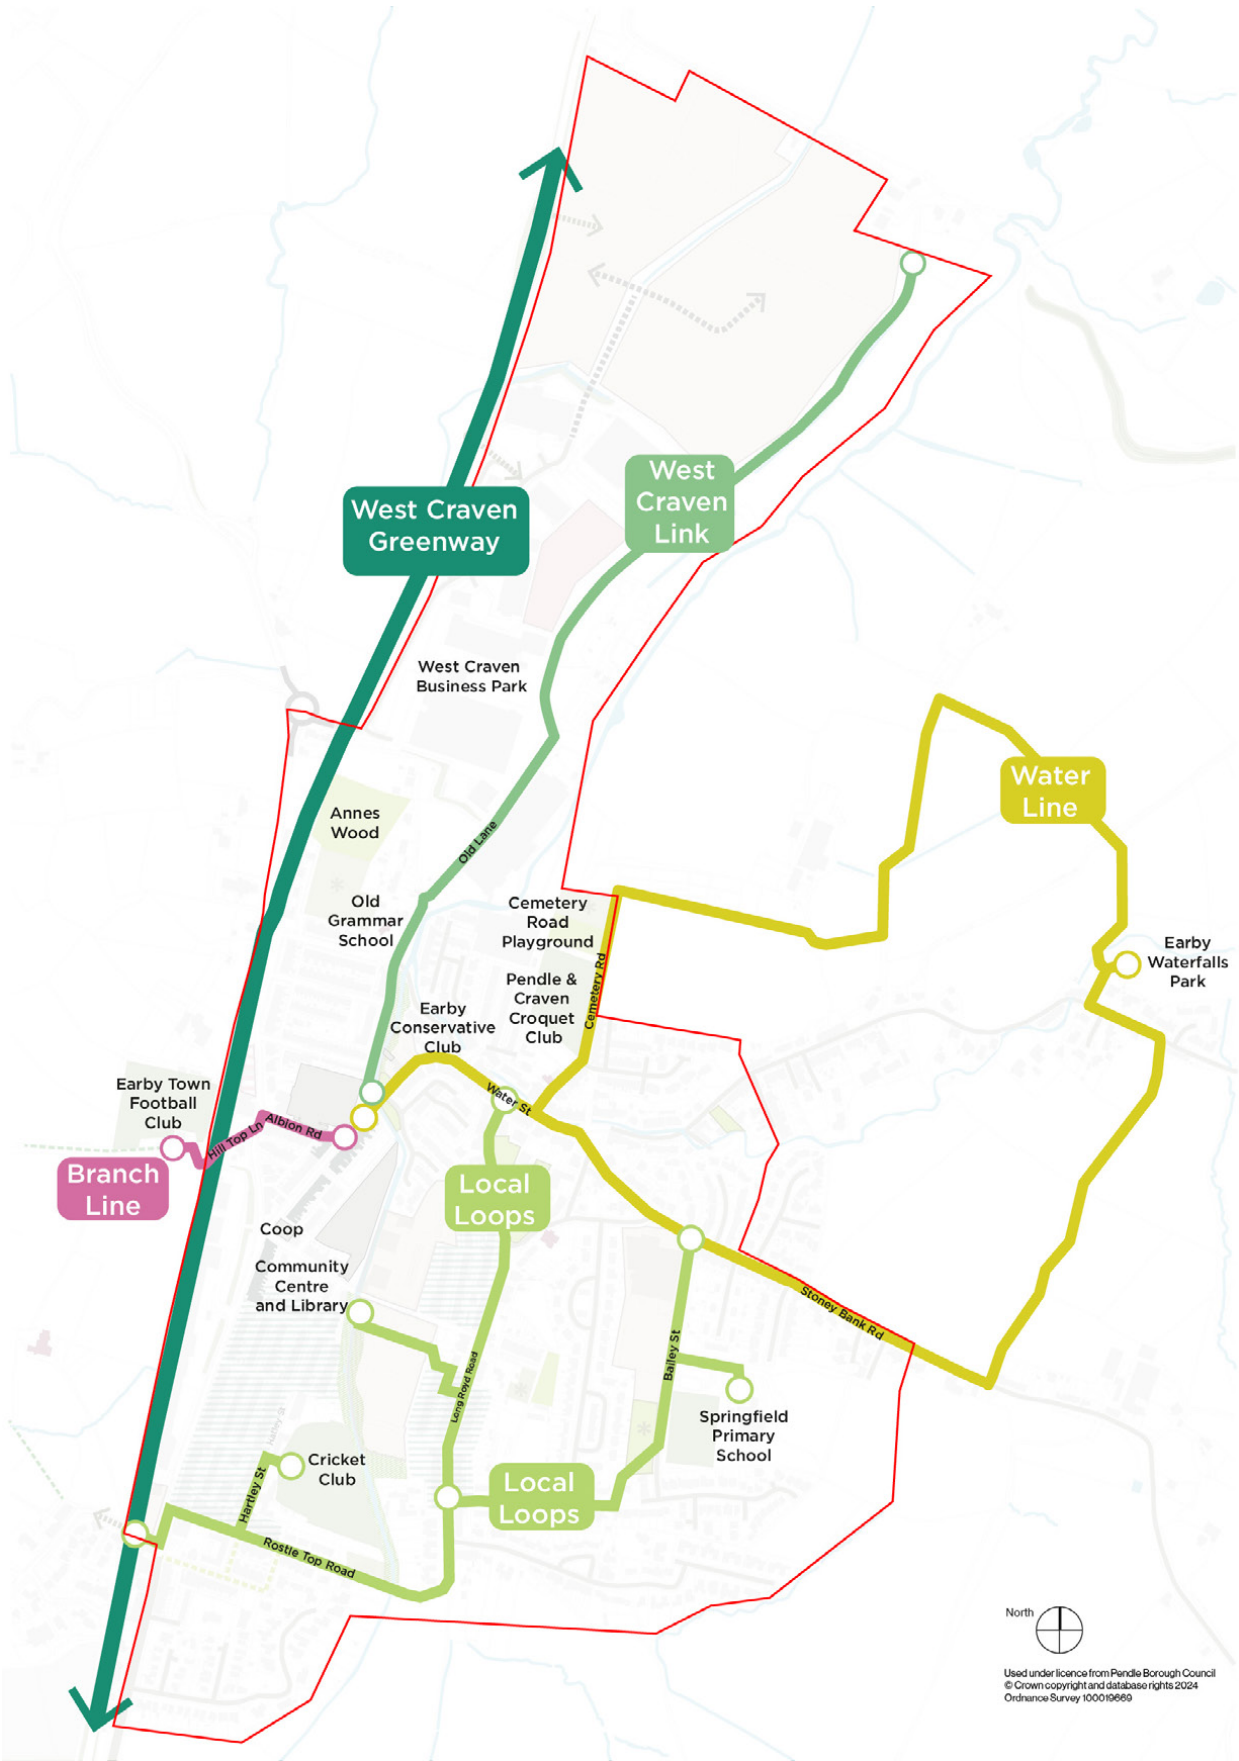 West Craven
Greenway
West
Craven
Link
West Craven
Business Park
Water
Line
Annes
Wood
Old Lane
Old
Grammar
School
Cemetery
Road
Playground
Pendle &
Craven
Croquet
Club
Cemetery Rd
Earby
Waterfalls
Park
Earby
Conservative
Club
Water St
Earby Town
Football
Club
Hill Top Ln
Albion Rd
Branch
Line
Local
Loops
Coop
Community
Centre
and Library
Stoney Bank Rd
Bailey St
Long Royd Road
Springfield
Primary
School
Cricket
Club
Hartley St
Local
Loops
Rostle Top Road
North
Used under licence from Pendle Borough Council
© Crown copyright and database rights 2024
Ordnance Survey 100019669